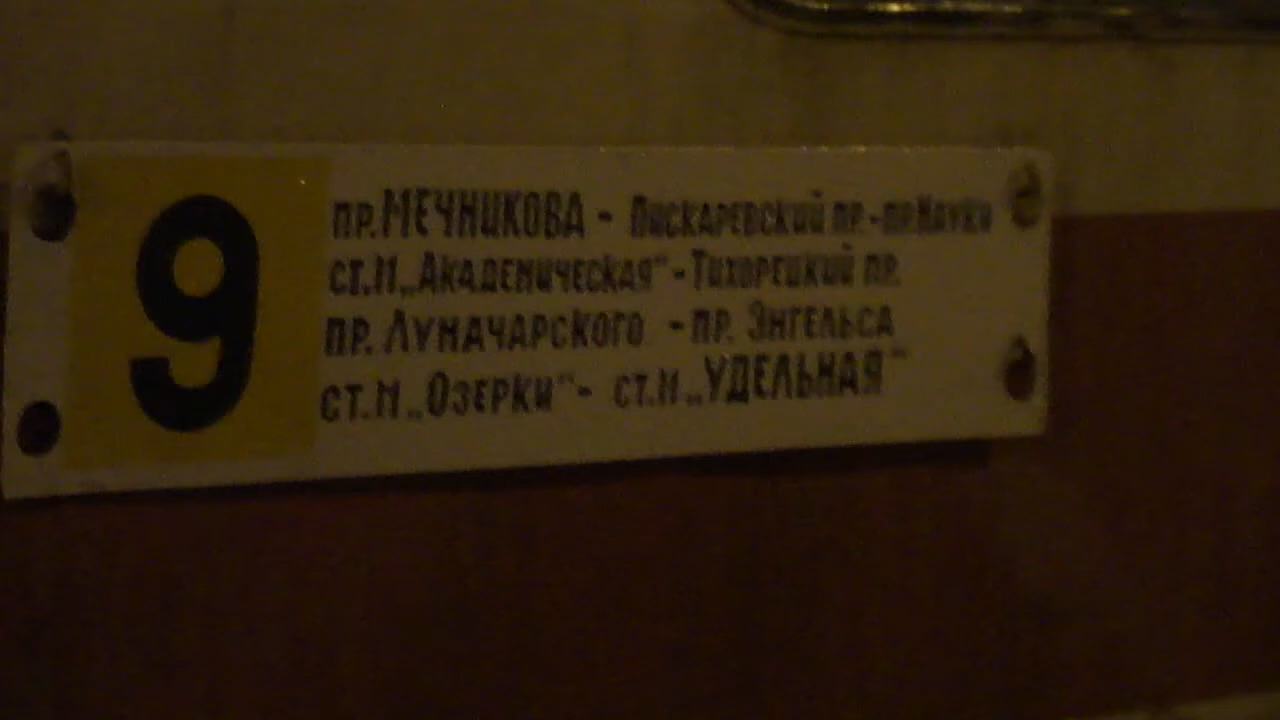 9
пр. МЕЧНИКОВА - Пискаревский пр. - пр. Науки
ст. м „Академическая" - Тихорецкий пр.
пр. Луначарского - пр. Энгельса
ст. м „Озерки" - ст. м „УДЕЛЬНАЯ"